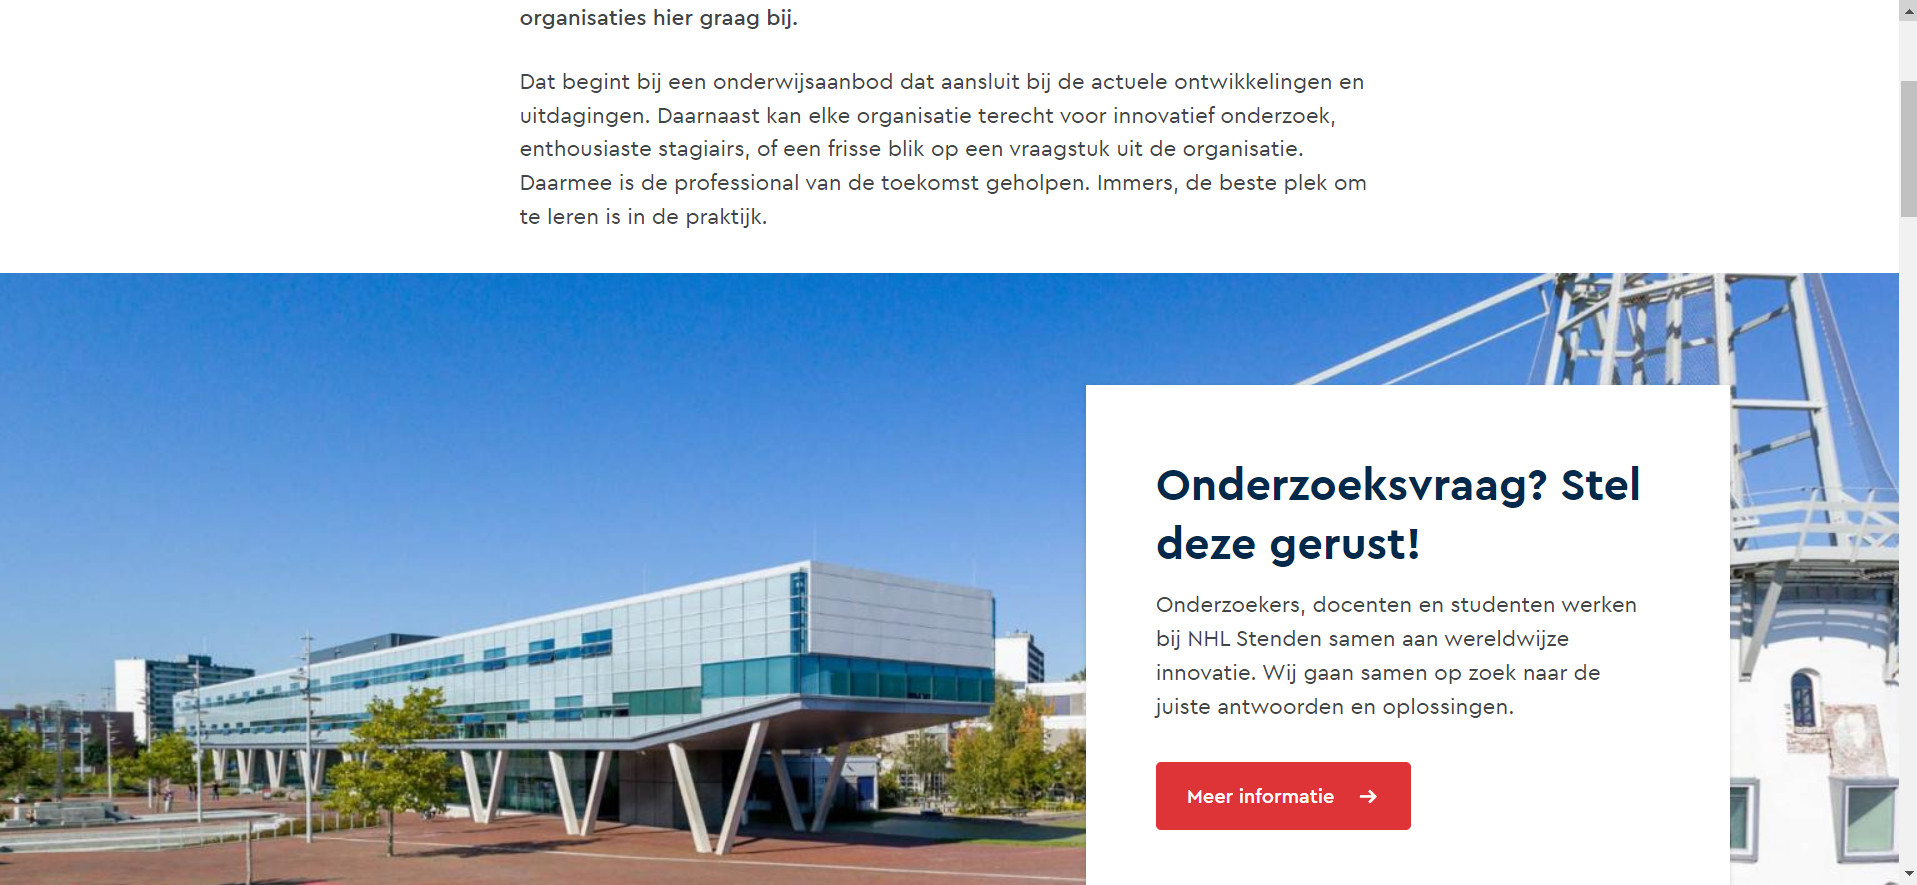 organisaties hier graag bij.
Dat begint bij een onderwijsaanbod dat aansluit bij de actuele ontwikkelingen en
uitdagingen. Daarnaast kan elke organisatie terecht voor innovatief onderzoek,
enthousiaste stagiairs, of een frisse blik op een vraagstuk uit de organisatie.
Daarmee is de professional van de toekomst geholpen. Immers, de beste plek om
te leren is in de praktijk.
Onderzoeksvraag? Stel
deze gerust!
Onderzoekers, docenten en studenten werken
bij NHL Stenden samen aan wereldwijze
innovatie. Wij gaan samen op zoek naar de
juiste antwoorden en oplossingen.
Meer informatie